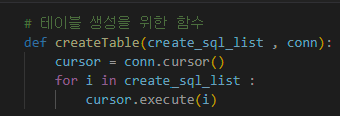 # 테이블 생성을 위한 함수
def createTable(create_sql_list , conn):
    cursor = conn.cursor()
    for i in create_sql_list :
        cursor.execute(i)